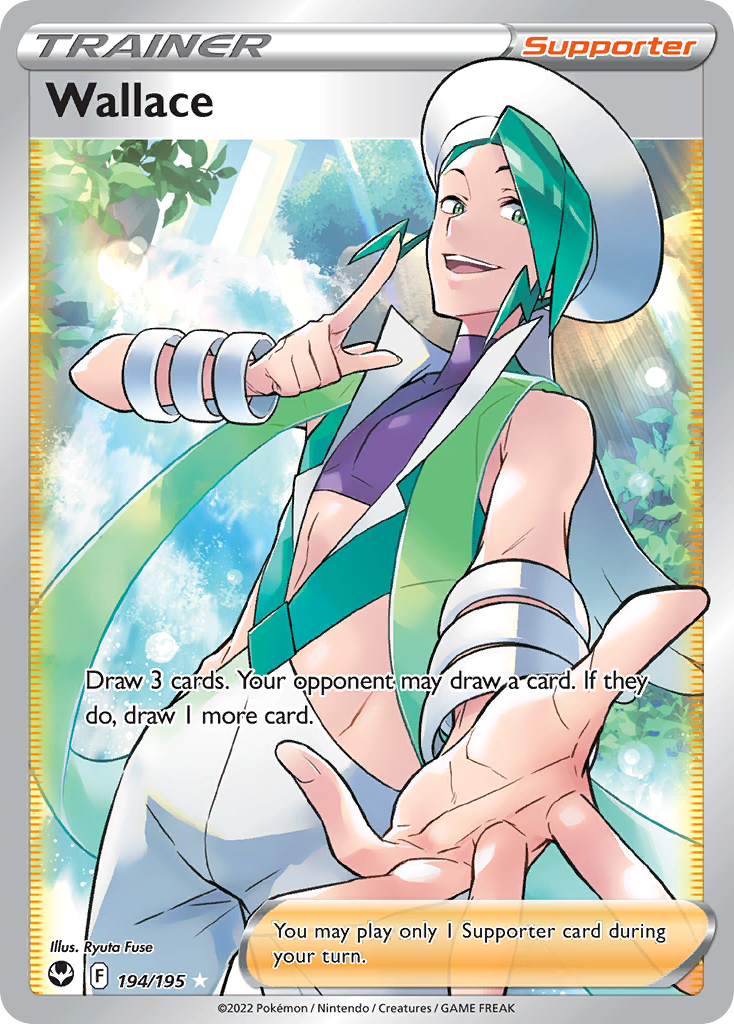 TRAINER
Supporter
Wallace
Draw 3 cards. Your opponent may draw a card. If they
do, draw 1 more card.
You may play only 1 Supporter card during
your turn.
Illus. Ryuta Fuse
F
194/195
©2022 Pokémon / Nintendo / Creatures / GAME FREAK